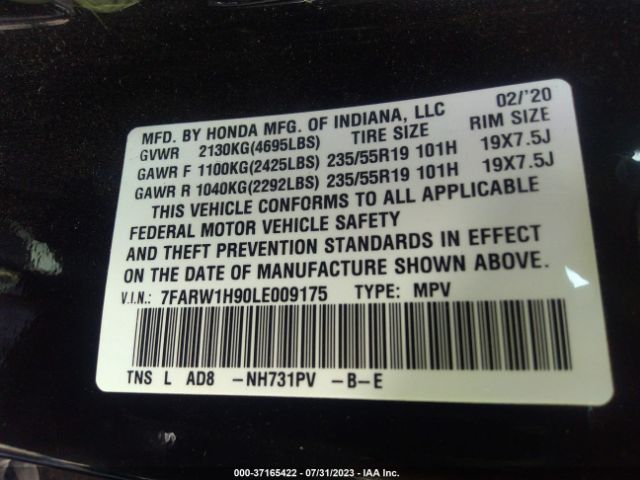 MFD. BY HONDA MFG. OF INDIANA, LLC 02/'20
GVWR 2130KG(4695LBS) TIRE SIZE RIM SIZE
GAWR F 1100KG(2425LBS) 235/55R19 101H 19X7.5J
GAWR R 1040KG(2292LBS) 235/55R19 101H 19X7.5J
THIS VEHICLE CONFORMS TO ALL APPLICABLE
FEDERAL MOTOR VEHICLE SAFETY
AND THEFT PREVENTION STANDARDS IN EFFECT
ON THE DATE OF MANUFACTURE SHOWN ABOVE.
V.I.N.: 7FARW1H90LE009175 TYPE: MPV
TNS L AD8 -NH731PV -B-E
000-37165422 - 07/31/2023 - IAA Inc.